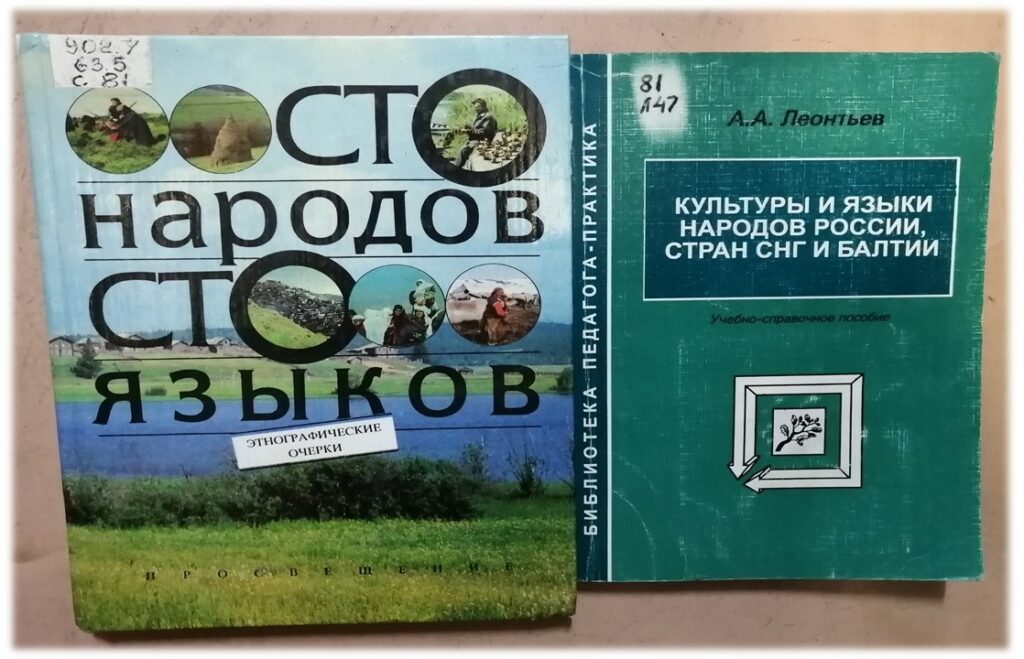 908.7
63.5
С 81
СТО
народов
СТО
языков
ЭТНОГРАФИЧЕСКИЕ
ОЧЕРКИ
ПРОСВЕЩЕНИЕ
БИБЛИОТЕКА ПЕДАГОГА-ПРАКТИКА
81
Л47
А.А. Леонтьев
КУЛЬТУРЫ И ЯЗЫКИ
НАРОДОВ РОССИИ,
СТРАН СНГ И БАЛТИИ
Учебно-справочное пособие